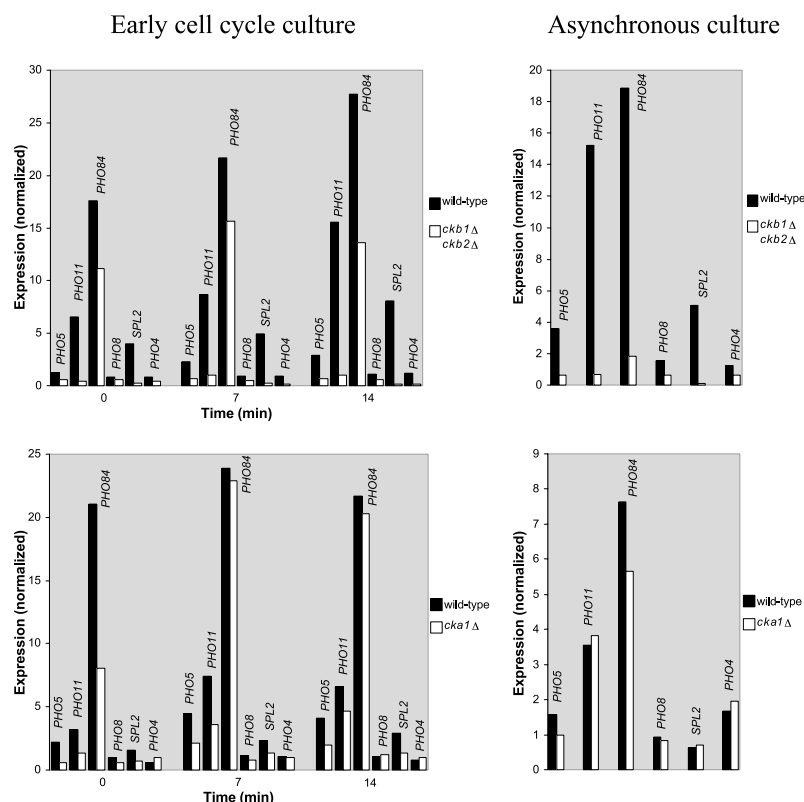 Early cell cycle culture
Asynchronous culture
30
25
20
15
10
5
0
Expression (normalized)
PHO5
PHO11
PHO84
PHO8
SPL2
PHO4
PHO5
PHO11
PHO84
PHO8
SPL2
PHO4
PHO5
PHO11
PHO84
PHO8
SPL2
PHO4
0
7
14
Time (min)
wild-type
ckb1Δ
ckb2Δ
20
18
16
14
12
10
8
6
4
2
0
Expression (normalized)
PHO5
PHO11
PHO84
PHO8
SPL2
PHO4
wild-type
ckb1Δ
ckb2Δ
25
20
15
10
5
0
Expression (normalized)
PHO5
PHO11
PHO84
PHO8
SPL2
PHO4
PHO5
PHO11
PHO84
PHO8
SPL2
PHO4
PHO5
PHO11
PHO84
PHO8
SPL2
PHO4
0
7
14
Time (min)
wild-type
cka1Δ
9
8
7
6
5
4
3
2
1
0
Expression (normalized)
PHO5
PHO11
PHO84
PHO8
SPL2
PHO4
wild-type
cka1Δ